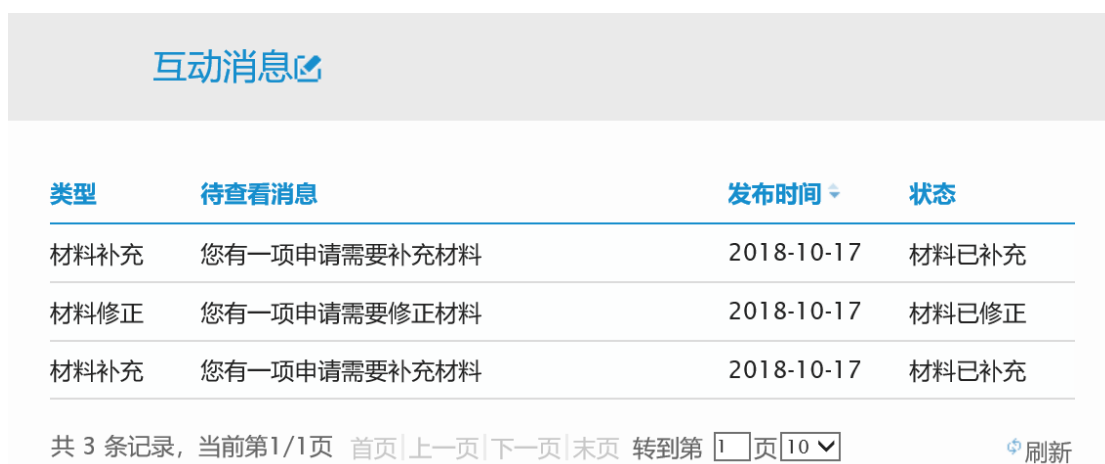 互动消息
类型 待查看消息 发布时间 状态
材料补充 您有一项申请需要补充材料 2018-10-17 材料已补充
材料修正 您有一项申请需要修正材料 2018-10-17 材料已修正
材料补充 您有一项申请需要补充材料 2018-10-17 材料已补充
共 3 条记录，当前第1/1页 首页|上一页|下一页|末页 转到第 1 页 10 刷新